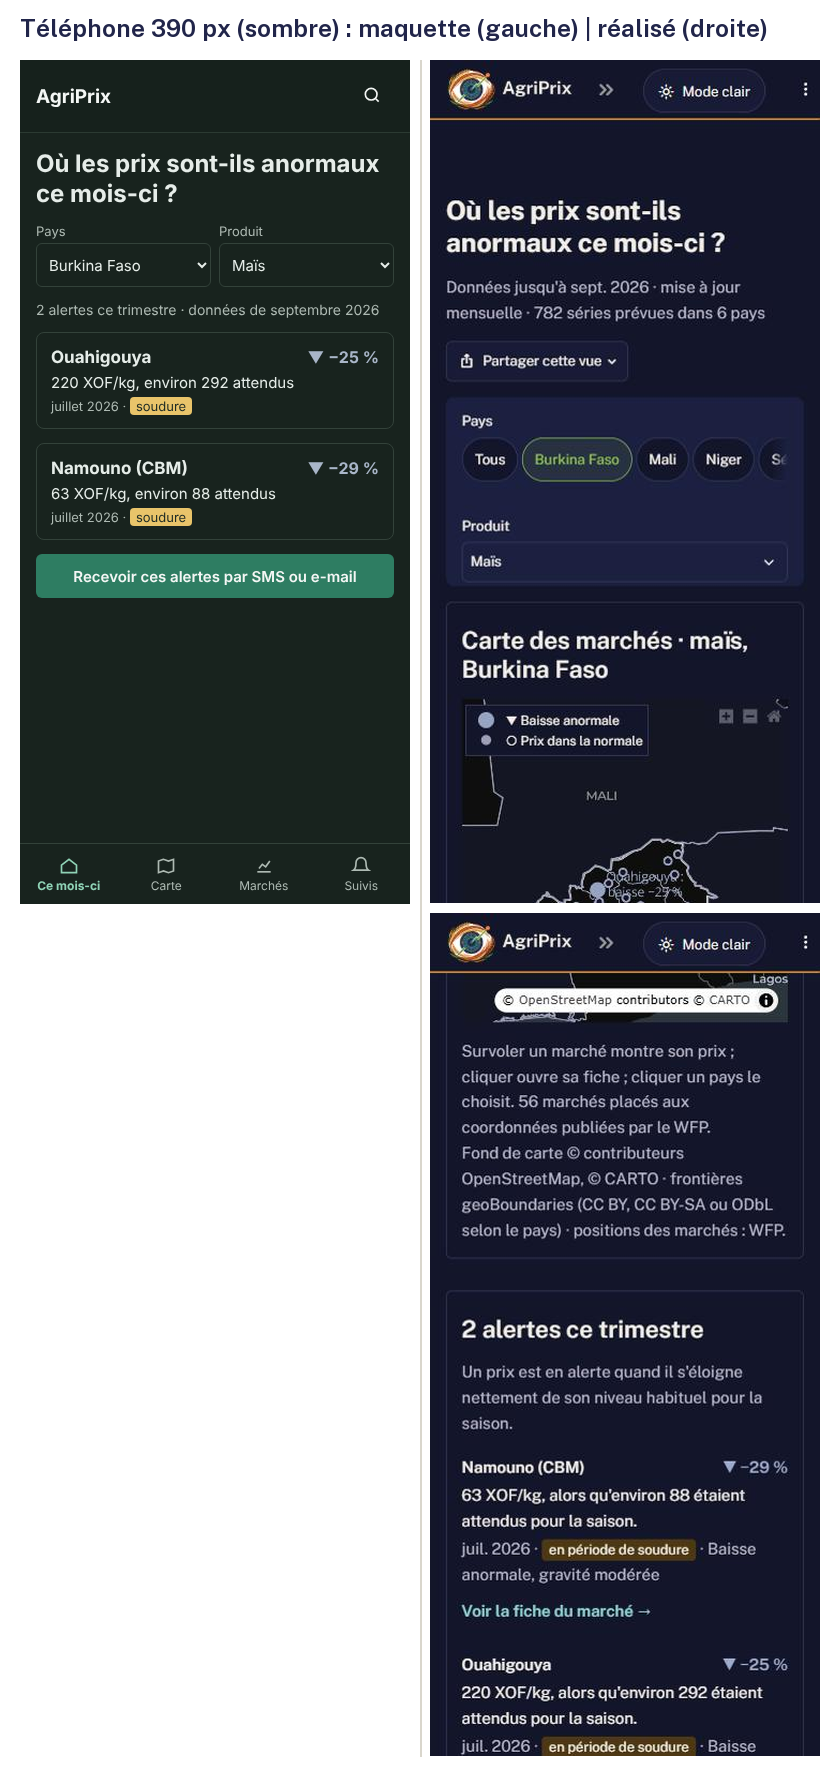 Téléphone 390 px (sombre) : maquette (gauche) | réalisé (droite)
AgriPrix
Où les prix sont-ils anormaux
ce mois-ci ?
Pays
Produit
Burkina Faso
Maïs
2 alertes ce trimestre · données de septembre 2026
Ouahigouya
▼ −25 %
220 XOF/kg, environ 292 attendus
juillet 2026 · soudure
Namouno (CBM)
▼ −29 %
63 XOF/kg, environ 88 attendus
juillet 2026 · soudure
Recevoir ces alertes par SMS ou e-mail
Ce mois-ci
Carte
Marchés
Suivis
AgriPrix
Mode clair
Où les prix sont-ils
anormaux ce mois-ci ?
Données jusqu'à sept. 2026 · mise à jour
mensuelle · 782 séries prévues dans 6 pays
Partager cette vue
Pays
Tous
Burkina Faso
Mali
Niger
Sé
Produit
Maïs
Carte des marchés · maïs,
Burkina Faso
▼ Baisse anormale
○ Prix dans la normale
MALI
Ouahigouya :
baisse −25 %
AgriPrix
Mode clair
Lagos
© OpenStreetMap contributors © CARTO
Survoler un marché montre son prix ;
cliquer ouvre sa fiche ; cliquer un pays le
choisit. 56 marchés placés aux
coordonnées publiées par le WFP.
Fond de carte © contributeurs
OpenStreetMap, © CARTO · frontières
geoBoundaries (CC BY, CC BY-SA ou ODbL
selon le pays) · positions des marchés : WFP.
2 alertes ce trimestre
Un prix est en alerte quand il s'éloigne
nettement de son niveau habituel pour la
saison.
Namouno (CBM)
▼ −29 %
63 XOF/kg, alors qu'environ 88 étaient
attendus pour la saison.
juil. 2026 · en période de soudure · Baisse
anormale, gravité modérée
Voir la fiche du marché →
Ouahigouya
▼ −25 %
220 XOF/kg, alors qu'environ 292 étaient
attendus pour la saison.
juil. 2026 · en période de soudure · Baisse